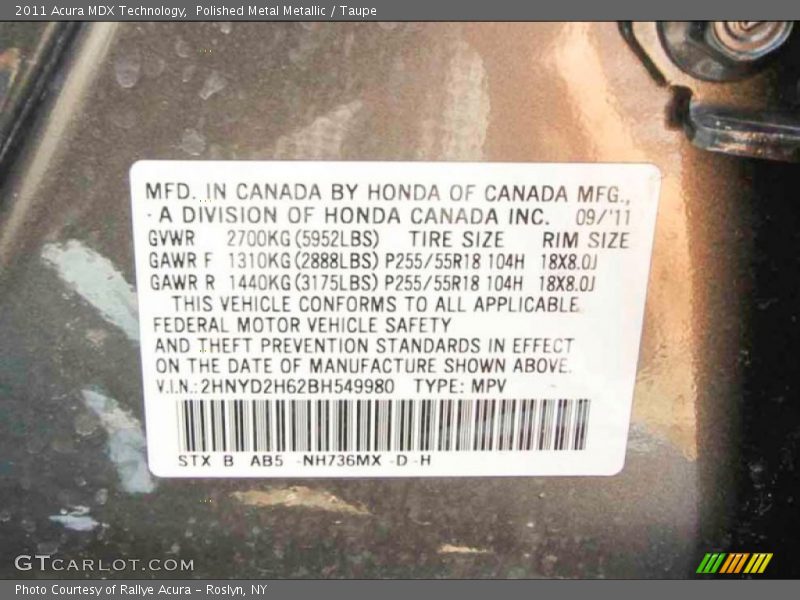 2011 Acura MDX Technology, Polished Metal Metallic / Taupe
MFD. IN CANADA BY HONDA OF CANADA MFG.,
- A DIVISION OF HONDA CANADA INC. 09/'11
GVWR 2700KG(5952LBS) TIRE SIZE RIM SIZE
GAWR F 1310KG(2888LBS) P255/55R18 104H 18X8.0J
GAWR R 1440KG(3175LBS) P255/55R18 104H 18X8.0J
THIS VEHICLE CONFORMS TO ALL APPLICABLE
FEDERAL MOTOR VEHICLE SAFETY
AND THEFT PREVENTION STANDARDS IN EFFECT
ON THE DATE OF MANUFACTURE SHOWN ABOVE.
V.I.N.: 2HNYD2H62BH549980 TYPE: MPV
STX B AB5 -NH736MX -D -H
GTCARLOT.COM
Photo Courtesy of Rallye Acura - Roslyn, NY